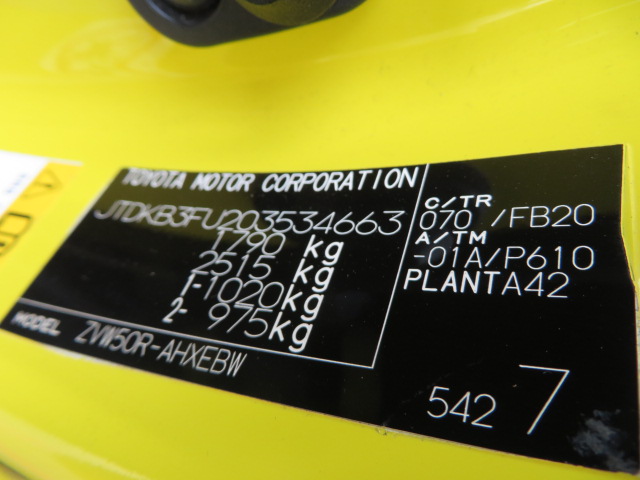 TOYOTA MOTOR CORPORATION
JTDKB3FU203534663
1790 kg
2515 kg
1-1020kg
2- 975kg
MODEL ZVW50R-AHXEBW
C/TR
070 /FB20
A/TM
-01A/P610
PLANTA42
542 7